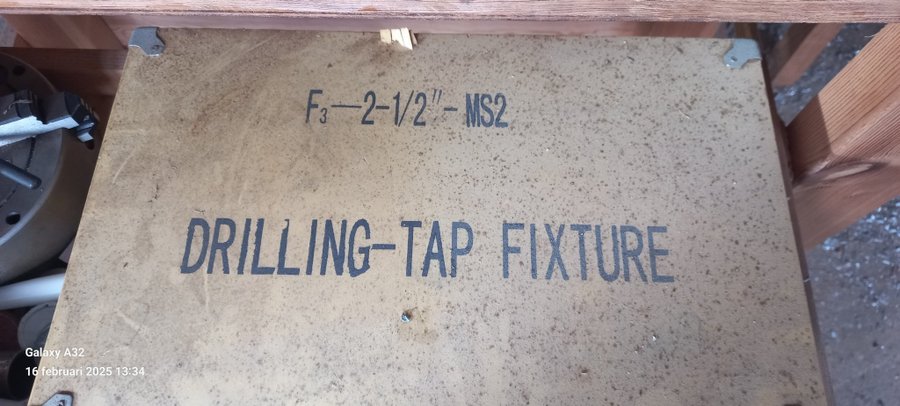 F₃—2-1/2"-MS2
DRILLING-TAP FIXTURE
Galaxy A32
16 februari 2025 13:34